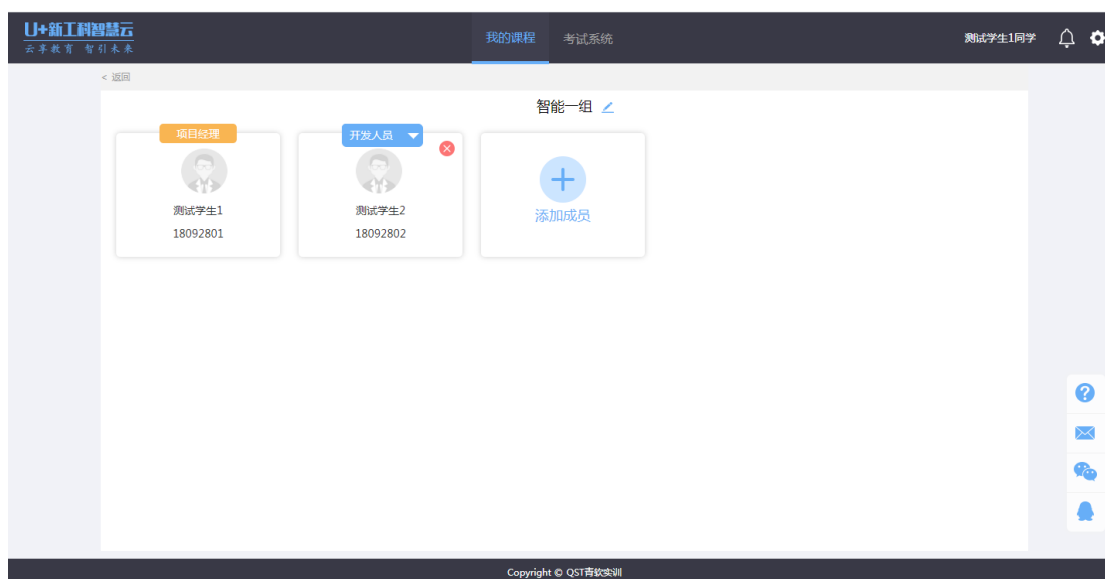 U+新工科智慧云
云享教育 智引未来
我的课程 考试系统
测试学生1同学
< 返回
智能一组
项目经理
测试学生1
18092801
开发人员
测试学生2
18092802
添加成员
Copyright © QST青软实训